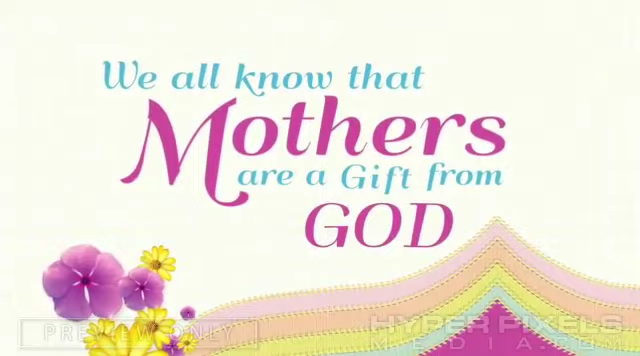 We all know that
Mothers
are a Gift from
GOD
PREVIEW ONLY
HYPER PIXELS
MEDIA.COM